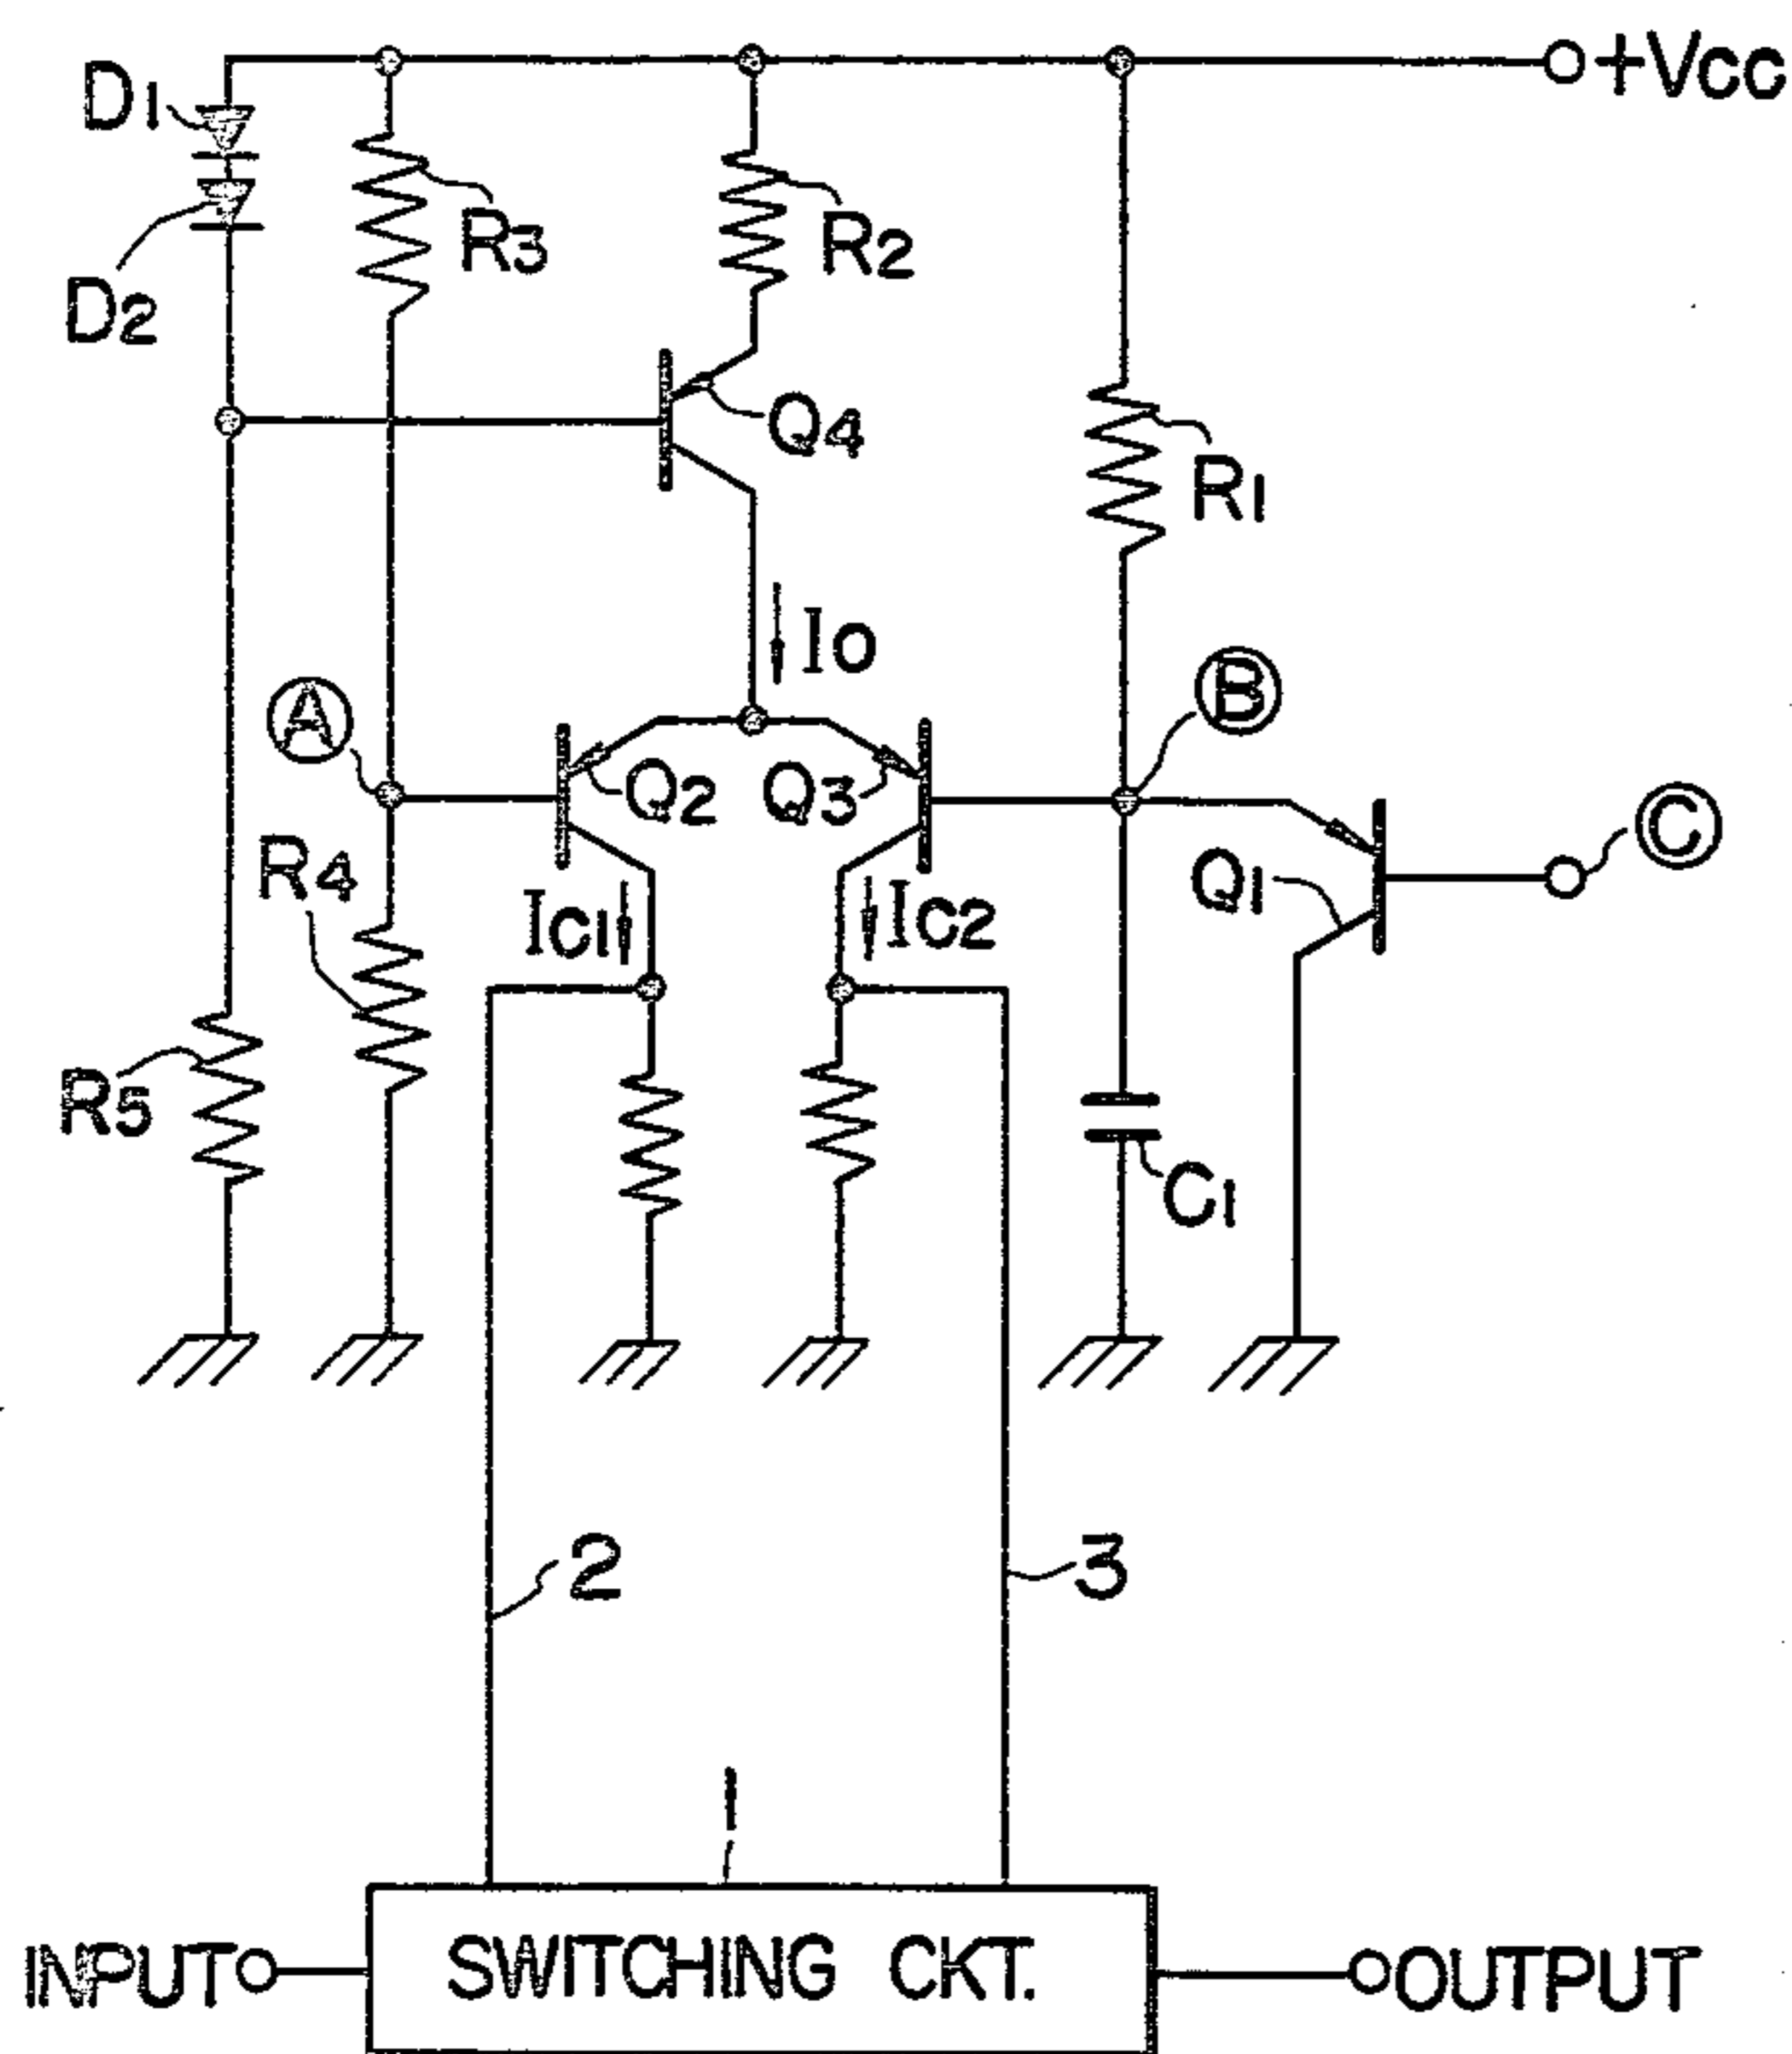 +Vcc
D1
R3
R2
D2
Q4
R1
I0
A
B
Q2
Q3
C
R4
Q1
IC1
IC2
R5
C1
2
3
1
INPUT
SWITCHING CKT.
OUTPUT